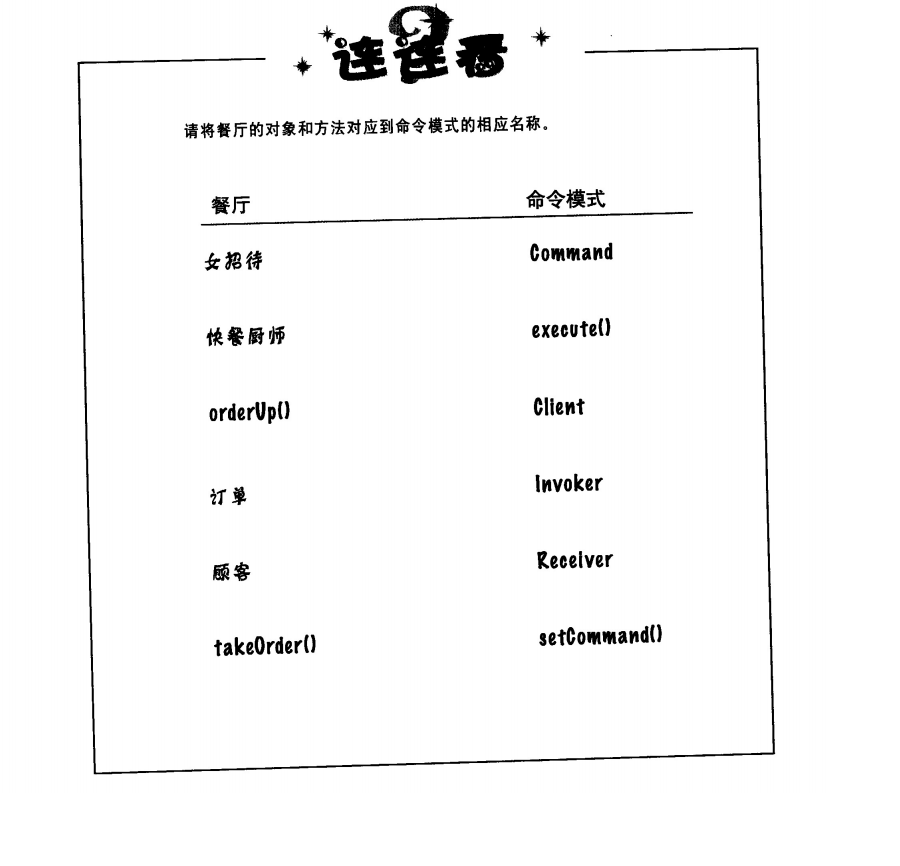 连连看
请将餐厅的对象和方法对应到命令模式的相应名称。
餐厅 命令模式
女招待 Command
快餐厨师 execute()
orderUp() Client
订单 Invoker
顾客 Receiver
takeOrder() setCommand()